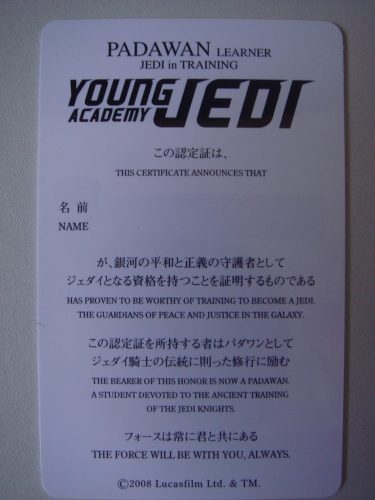 PADAWAN LEARNER
JEDI in TRAINING
YOUNG JEDI
ACADEMY
この認定証は、
THIS CERTIFICATE ANNOUNCES THAT
名 前
NAME
が、銀河の平和と正義の守護者として
ジェダイとなる資格を持つことを証明するものである
HAS PROVEN TO BE WORTHY OF TRAINING TO BECOME A JEDI.
THE GUARDIANS OF PEACE AND JUSTICE IN THE GALAXY.
この認定証を所持する者はパダワンとして
ジェダイ騎士の伝統に則った修行に励む
THE BEARER OF THIS HONOR IS NOW A PADAWAN.
A STUDENT DEVOTED TO THE ANCIENT TRAINING
OF THE JEDI KNIGHTS.
フォースは常に君と共にある
THE FORCE WILL BE WITH YOU, ALWAYS.
©2008 Lucasfilm Ltd. & TM.